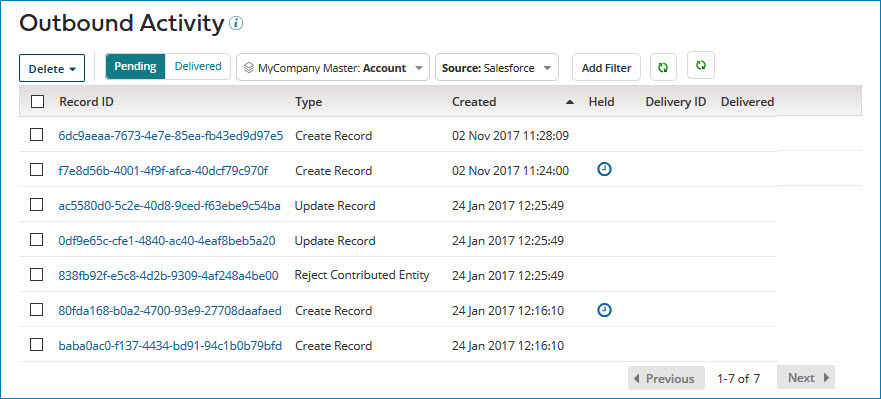 Outbound Activity
Delete Pending Delivered MyCompany Master: Account Source: Salesforce Add Filter
Record ID Type Created Held Delivery ID Delivered
6dc9aeaa-7673-4e7e-85ea-fb43ed9d97e5 Create Record 02 Nov 2017 11:28:09
f7e8d56b-4001-4f9f-afca-40dcf79c970f Create Record 02 Nov 2017 11:24:00
ac5580d0-5c2e-40d8-9ced-f63ebe9c54ba Update Record 24 Jan 2017 12:25:49
0df9e65c-cfe1-4840-ac40-4eaf8beb5a20 Update Record 24 Jan 2017 12:25:49
838fb92f-e5c8-4d2b-9309-4af248a4be00 Reject Contributed Entity 24 Jan 2017 12:25:49
80fda168-b0a2-4700-93e9-27708daafaed Create Record 24 Jan 2017 12:16:10
baba0ac0-f137-4434-bd91-94c1b0b79bfd Create Record 24 Jan 2017 12:16:10
Previous 1-7 of 7 Next